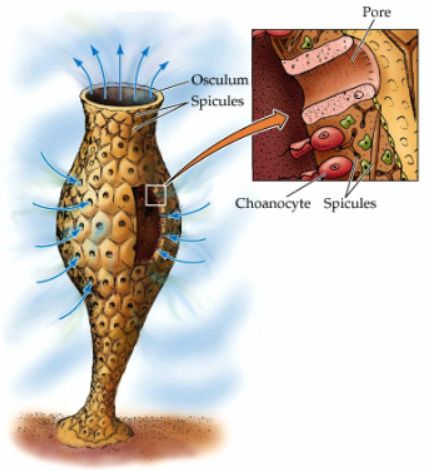 Pore
Osculum
Spicules
Choanocyte Spicules